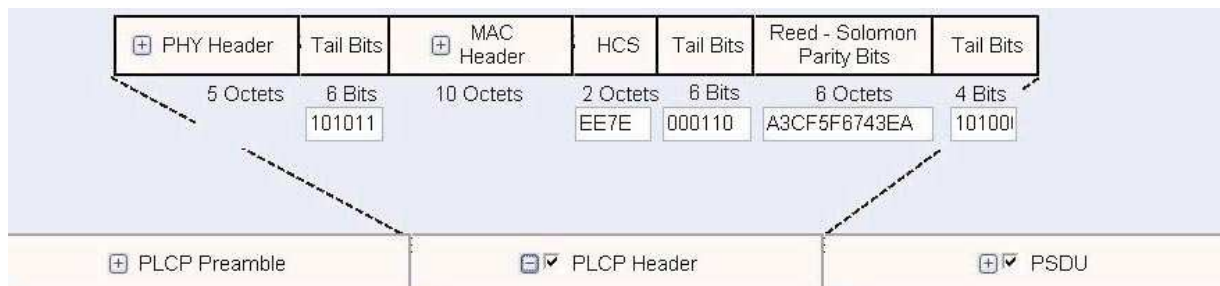 PHY Header Tail Bits MAC Header HCS Tail Bits Reed - Solomon Parity Bits Tail Bits
5 Octets 6 Bits 10 Octets 2 Octets 6 Bits 6 Octets 4 Bits
101011 EE7E 000110 A3CF5F6743EA
PLCP Preamble PLCP Header PSDU